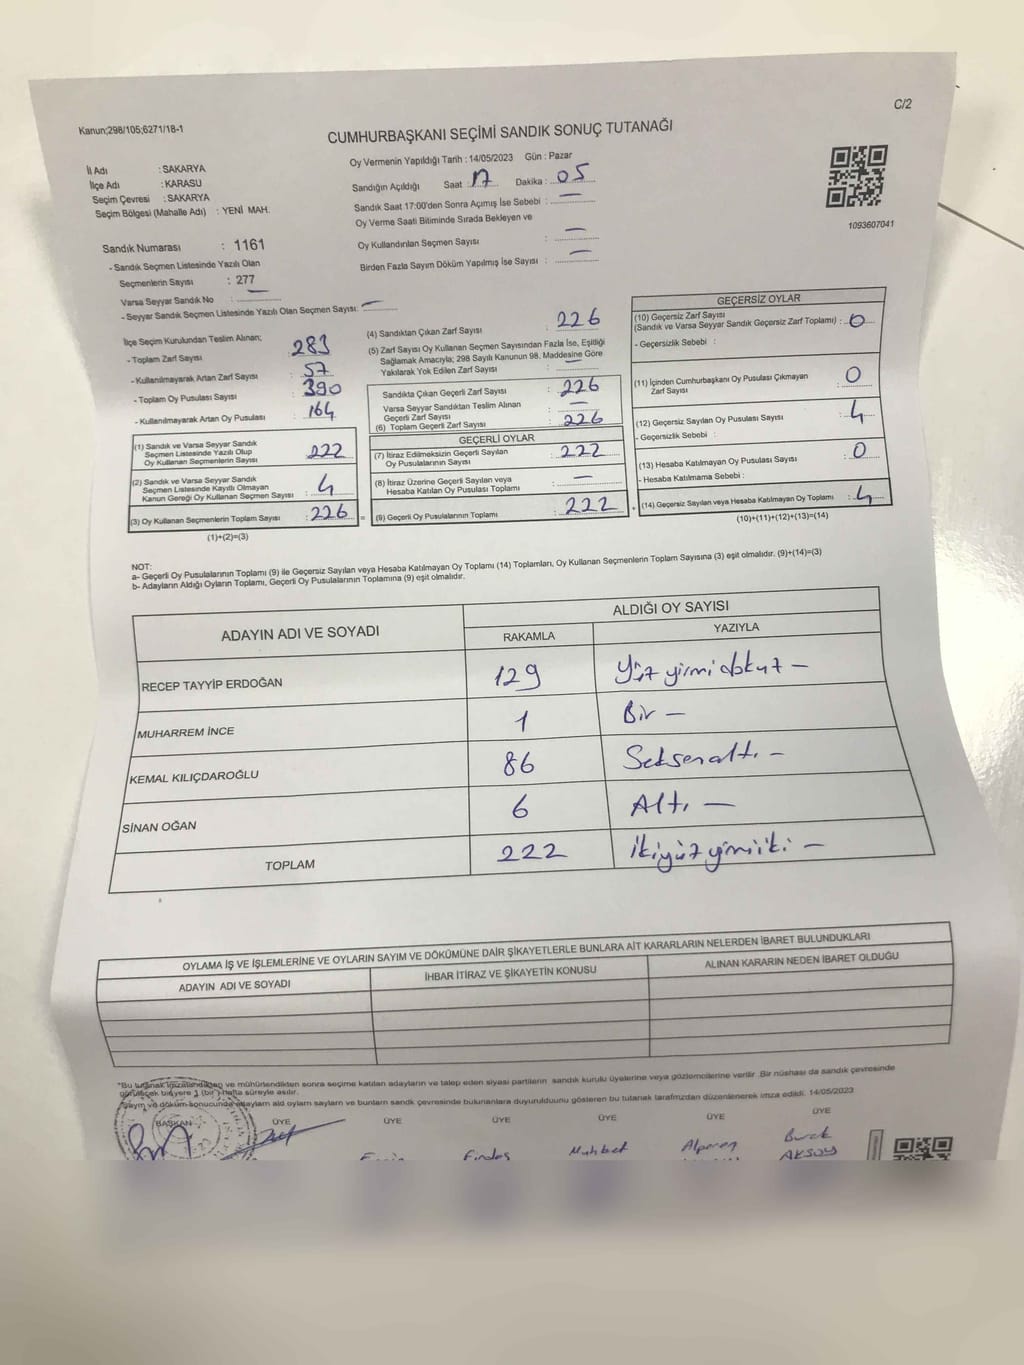 C/2
Kanun;298/105;6271/18-1
CUMHURBAŞKANI SEÇİMİ SANDIK SONUÇ TUTANAĞI
İl Adı : SAKARYA
İlçe Adı : KARASU
Seçim Çevresi : SAKARYA
Seçim Bölgesi (Mahalle Adı) : YENİ MAH.
Oy Vermenin Yapıldığı Tarih : 14/05/2023 Gün : Pazar
Sandığın Açıldığı Saat : 17 Dakika : 05
Sandık Saat 17:00'den Sonra Açımış İse Sebebi : —
Oy Verme Saati Bitiminde Sırada Bekleyen ve
Oy Kullandırılan Seçmen Sayısı : —
Birden Fazla Sayım Döküm Yapılmış İse Sayısı : —
1093607041
Sandık Numarası : 1161
- Sandık Seçmen Listesinde Yazılı Olan
Seçmenlerin Sayısı : 277
Varsa Seyyar Sandık No : —
- Seyyar Sandık Seçmen Listesinde Yazılı Olan Seçmen Sayısı: —
İlçe Seçim Kurulundan Teslim Alınan;
- Toplam Zarf Sayısı : 283
- Kullanılmayarak Artan Zarf Sayısı : 57
- Toplam Oy Pusulası Sayısı : 390
- Kullanılmayarak Artan Oy Pusulası : 164
(1) Sandık ve Varsa Seyyar Sandık
Seçmen Listesinde Yazılı Olup
Oy Kullanan Seçmenlerin Sayısı : 222
(2) Sandık ve Varsa Seyyar Sandık
Seçmen Listesinde Kayıtlı Olmayan
Kanun Gereği Oy Kullanan Seçmen Sayısı : 4
(3) Oy Kullanan Seçmenlerin Toplam Sayısı : 226 =
(1)+(2)=(3)
(4) Sandıktan Çıkan Zarf Sayısı : 226
(5) Zarf Sayısı Oy Kullanan Seçmen Sayısından Fazla İse, Eşitliği
Sağlamak Amacıyla; 298 Sayılı Kanunun 98. Maddesine Göre
Yakılarak Yok Edilen Zarf Sayısı : —
Sandıkta Çıkan Geçerli Zarf Sayısı : 226
Varsa Seyyar Sandıktan Teslim Alınan
Geçerli Zarf Sayısı : —
(6) Toplam Geçerli Zarf Sayısı : 226
GEÇERLİ OYLAR
(7) İtiraz Edilmeksizin Geçerli Sayılan
Oy Pusulalarının Sayısı : 222
(8) İtiraz Üzerine Geçerli Sayılan veya
Hesaba Katılan Oy Pusulası Toplamı : —
(9) Geçerli Oy Pusulalarının Toplamı : 222 +
GEÇERSİZ OYLAR
(10) Geçersiz Zarf Sayısı
(Sandık ve Varsa Seyyar Sandık Geçersiz Zarf Toplamı) : 0
- Geçersizlik Sebebi :
(11) İçinden Cumhurbaşkanı Oy Pusulası Çıkmayan
Zarf Sayısı : 0
(12) Geçersiz Sayılan Oy Pusulası Sayısı : 4
- Geçersizlik Sebebi :
(13) Hesaba Katılmayan Oy Pusulası Sayısı : 0
- Hesaba Katılmama Sebebi :
(14) Geçersiz Sayılan veya Hesaba Katılmayan Oy Toplamı : 4
(10)+(11)+(12)+(13)=(14)
NOT:
a- Geçerli Oy Pusulalarının Toplamı (9) ile Geçersiz Sayılan veya Hesaba Katılmayan Oy Toplamı (14) Toplamları, Oy Kullanan Seçmenlerin Toplam Sayısına (3) eşit olmalıdır. (9)+(14)=(3)
b- Adayların Aldığı Oyların Toplamı, Geçerli Oy Pusulalarının Toplamına (9) eşit olmalıdır.
ADAYIN ADI VE SOYADI
ALDIĞI OY SAYISI
RAKAMLA YAZIYLA
RECEP TAYYİP ERDOĞAN 129 Yüz yirmi dokuz —
MUHARREM İNCE 1 Bir —
KEMAL KILIÇDAROĞLU 86 Seksen altı —
SİNAN OĞAN 6 Altı —
TOPLAM 222 İkiyüz yirmi iki —
OYLAMA İŞ VE İŞLEMLERİNE VE OYLARIN SAYIM VE DÖKÜMÜNE DAİR ŞİKAYETLERLE BUNLARA AİT KARARLARIN NELERDEN İBARET BULUNDUKLARI
ADAYIN ADI VE SOYADI İHBAR İTİRAZ VE ŞİKAYETİN KONUSU ALINAN KARARIN NEDEN İBARET OLDUĞU
*Bu tutanak imzalandıktan ve mühürlendikten sonra seçime katılan adayların ve talep eden siyasi partilerin sandık kurulu üyelerine veya gözlemcilerine verilir. Bir nüshası da sandık çevresinde
görülecek bir yere 1 (bir) Hafta süreyle asılır.
*Sayım ve döküm sonucunda adayların aldığı oyların sayıları ve bunların sandık çevresinde bulunanlara duyurulduğunu gösteren bu tutanak tarafımızdan düzenlenerek imza edildi. 14/05/2023
BAŞKAN ÜYE ÜYE ÜYE ÜYE ÜYE ÜYE
Muhbet Alperen Burak
AKSOY